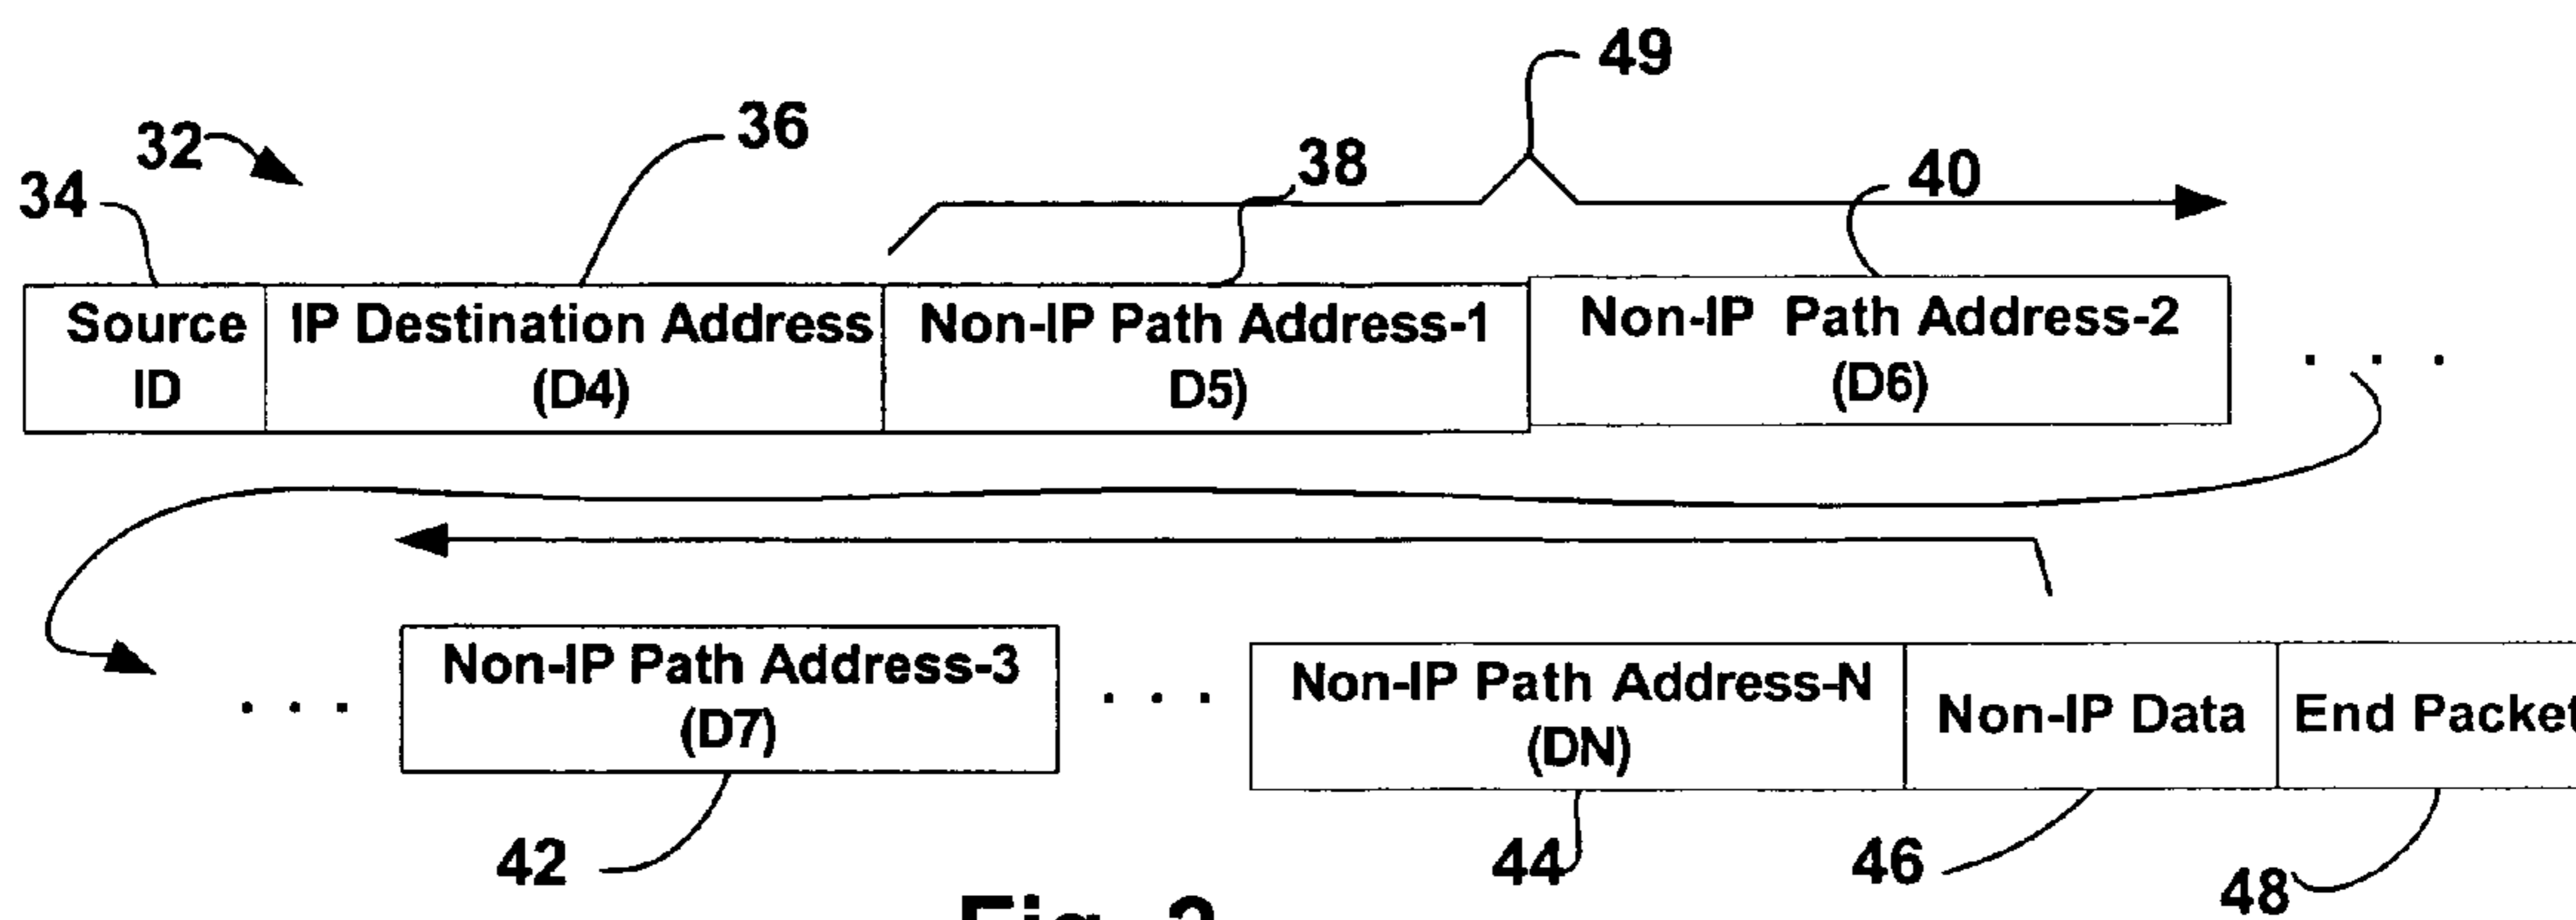 49
36
32
38
40
34
Source ID
IP Destination Address
(D4)
Non-IP Path Address-1
D5)
Non-IP Path Address-2
(D6)
. . .
. . .
Non-IP Path Address-3
(D7)
. . .
Non-IP Path Address-N
(DN)
Non-IP Data
End Packet
42
44
46
48